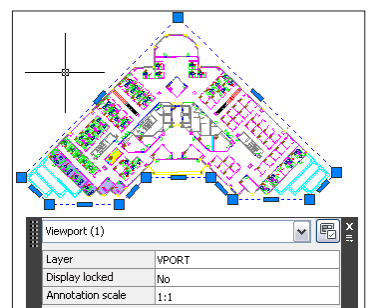 Viewport (1)
Layer VPORT
Display locked No
Annotation scale 1:1